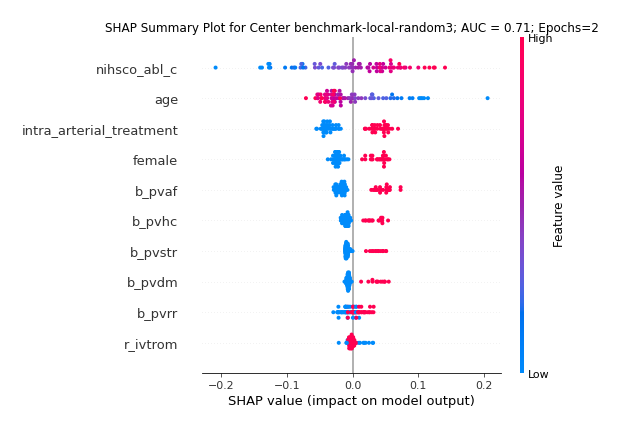 SHAP Summary Plot for Center benchmark-local-random3; AUC = 0.71; Epochs=2
High
nihsco_abl_c
age
intra_arterial_treatment
female
b_pvaf
b_pvhc
b_pvstr
b_pvdm
b_pvrr
r_ivtrom
Feature value
Low
−0.2 −0.1 0.0 0.1 0.2
SHAP value (impact on model output)